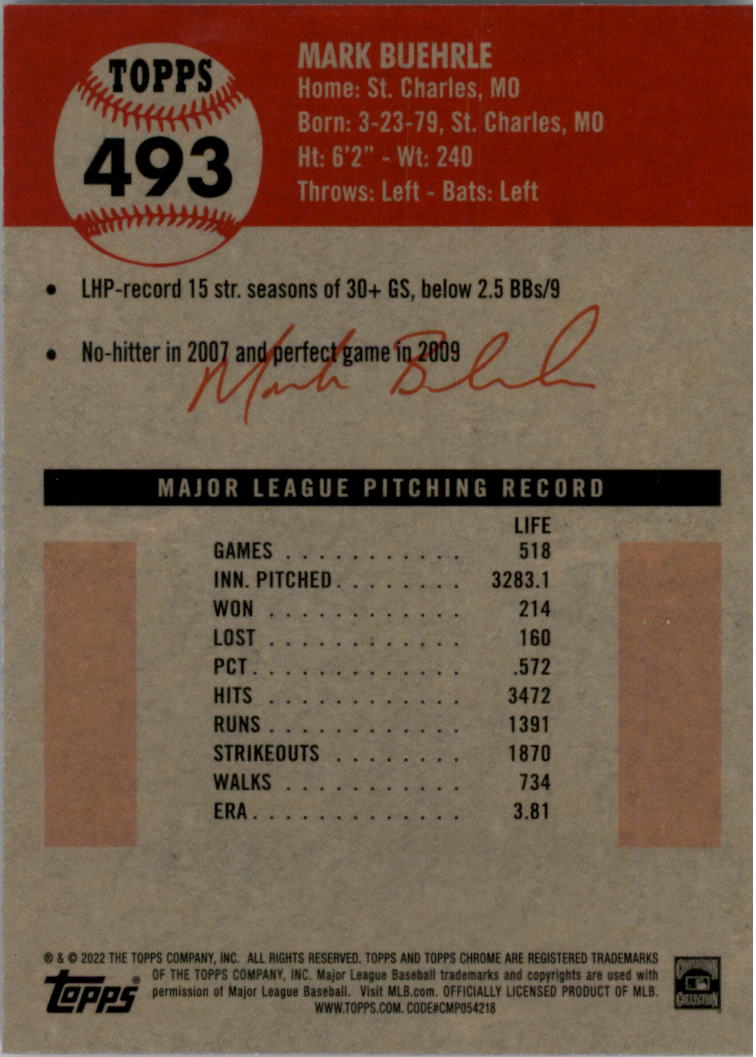 TOPPS
493
MARK BUEHRLE
Home: St. Charles, MO
Born: 3-23-79, St. Charles, MO
Ht: 6'2" - Wt: 240
Throws: Left - Bats: Left
• LHP-record 15 str. seasons of 30+ GS, below 2.5 BBs/9
• No-hitter in 2007 and perfect game in 2009
Mark Buehrle
MAJOR LEAGUE PITCHING RECORD
LIFE
GAMES . . . . . . . . . . . 518
INN. PITCHED. . . . . . . . 3283.1
WON . . . . . . . . . . . . 214
LOST . . . . . . . . . . . . 160
PCT. . . . . . . . . . . . . .572
HITS . . . . . . . . . . . . 3472
RUNS . . . . . . . . . . . . 1391
STRIKEOUTS . . . . . . . . 1870
WALKS . . . . . . . . . . . 734
ERA. . . . . . . . . . . . . 3.81
® & © 2022 THE TOPPS COMPANY, INC. ALL RIGHTS RESERVED. TOPPS AND TOPPS CHROME ARE REGISTERED TRADEMARKS
OF THE TOPPS COMPANY, INC. Major League Baseball trademarks and copyrights are used with
permission of Major League Baseball. Visit MLB.com. OFFICIALLY LICENSED PRODUCT OF MLB.
WWW.TOPPS.COM. CODE#CMP054218
Topps®
COOPERSTOWN
COLLECTION